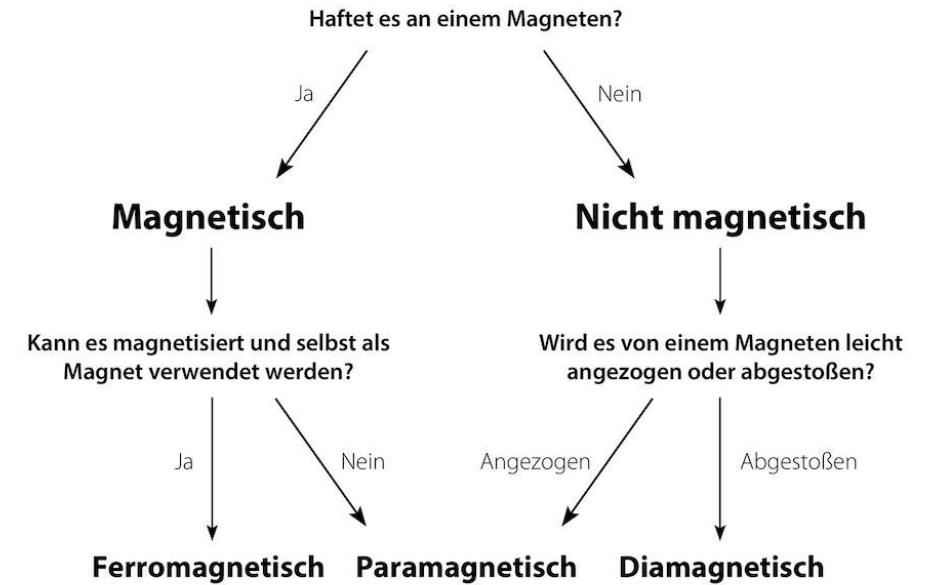 Haftet es an einem Magneten?
Ja
Nein
Magnetisch
Nicht magnetisch
Kann es magnetisiert und selbst als
Magnet verwendet werden?
Wird es von einem Magneten leicht
angezogen oder abgestoßen?
Ja
Nein
Angezogen
Abgestoßen
Ferromagnetisch
Paramagnetisch
Diamagnetisch